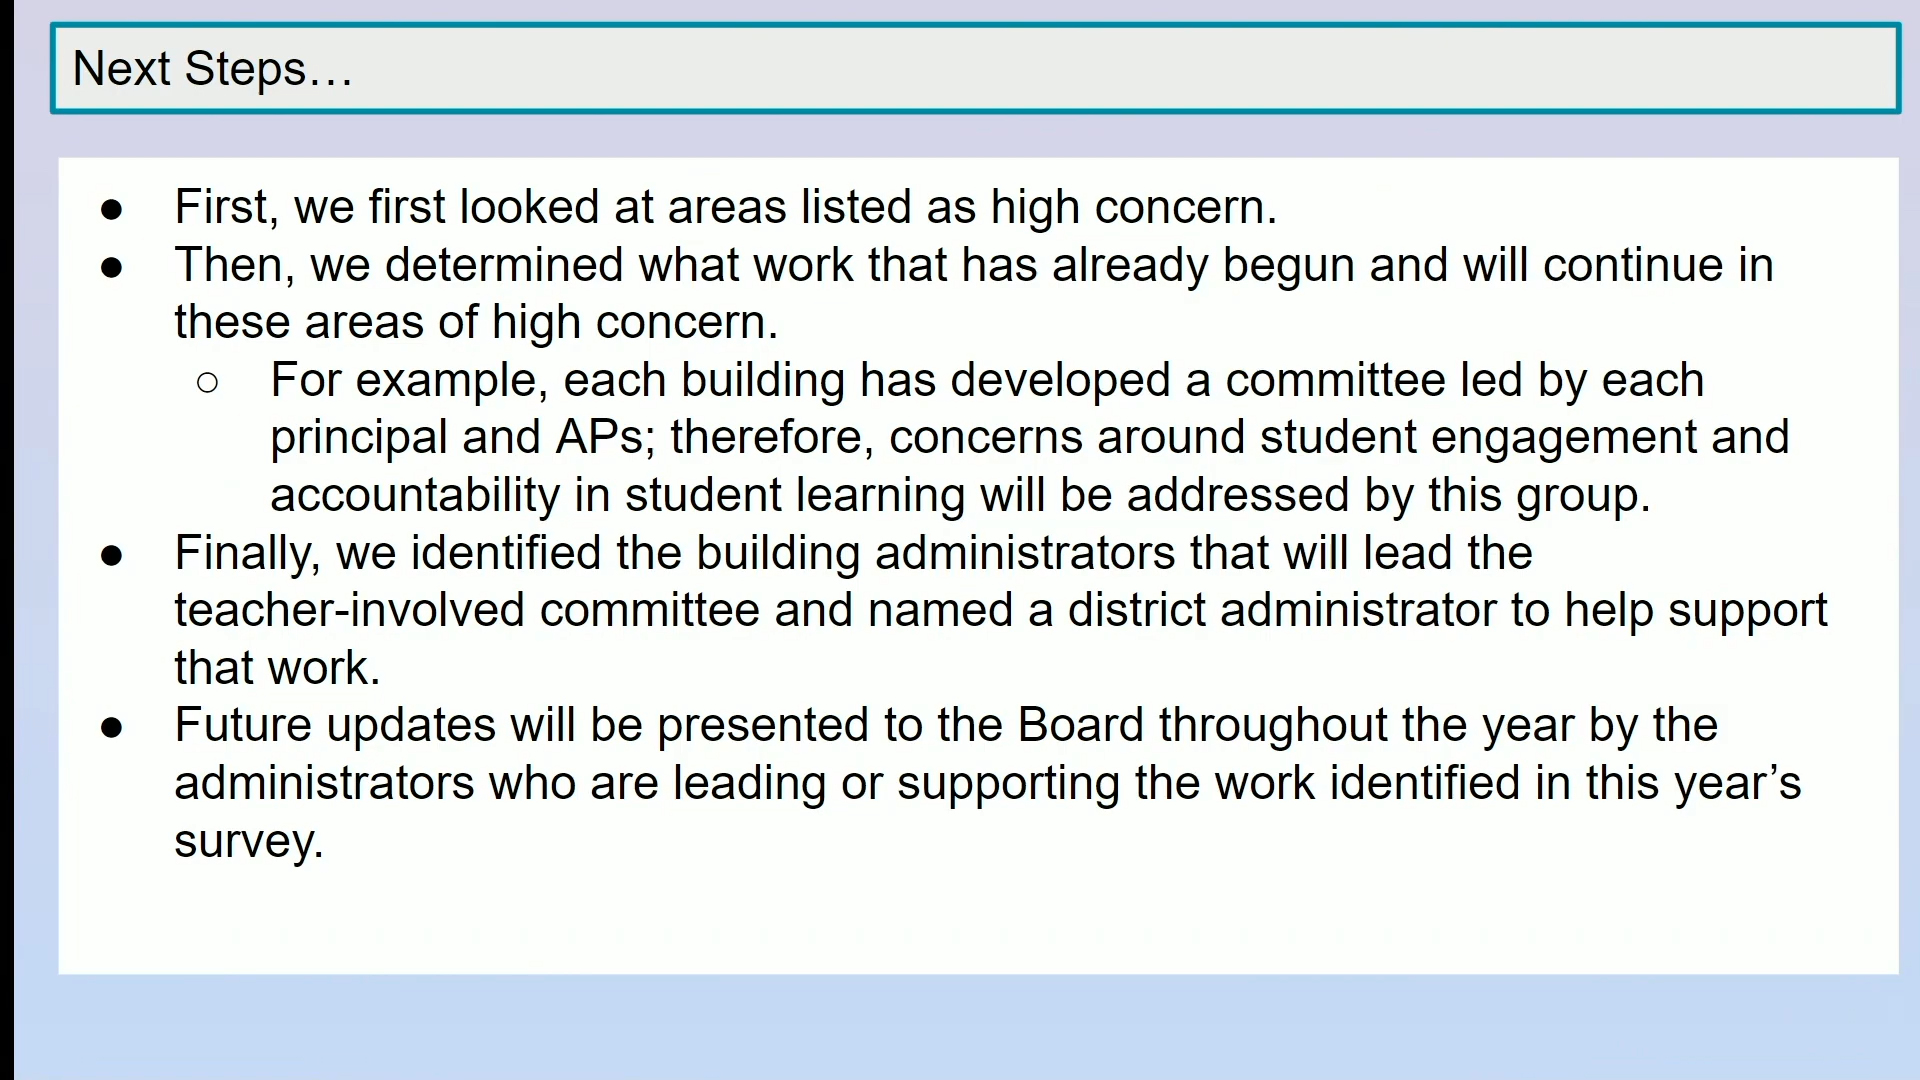 Next Steps…
● First, we first looked at areas listed as high concern.
● Then, we determined what work that has already begun and will continue in
these areas of high concern.
○ For example, each building has developed a committee led by each
principal and APs; therefore, concerns around student engagement and
accountability in student learning will be addressed by this group.
● Finally, we identified the building administrators that will lead the
teacher-involved committee and named a district administrator to help support
that work.
● Future updates will be presented to the Board throughout the year by the
administrators who are leading or supporting the work identified in this year’s
survey.